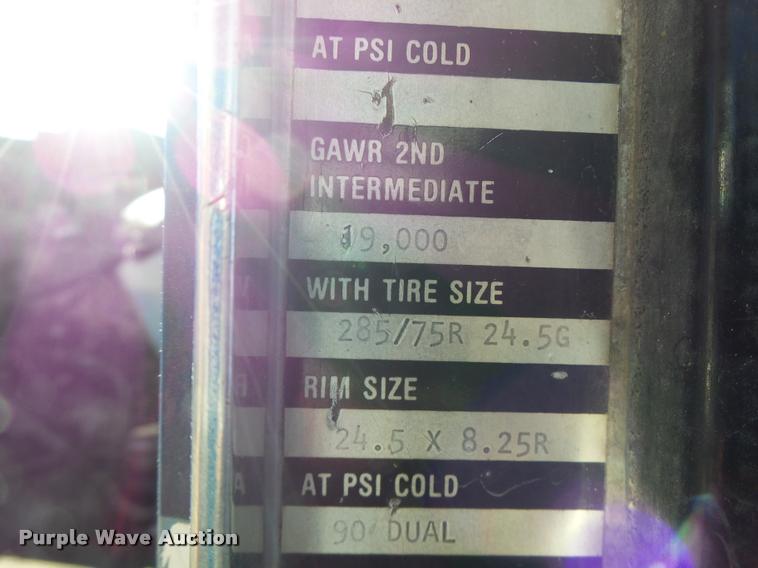 AT PSI COLD
GAWR 2ND
INTERMEDIATE
19,000
WITH TIRE SIZE
285/75R 24.5G
RIM SIZE
24.5 X 8.25R
AT PSI COLD
90 DUAL
Purple Wave Auction